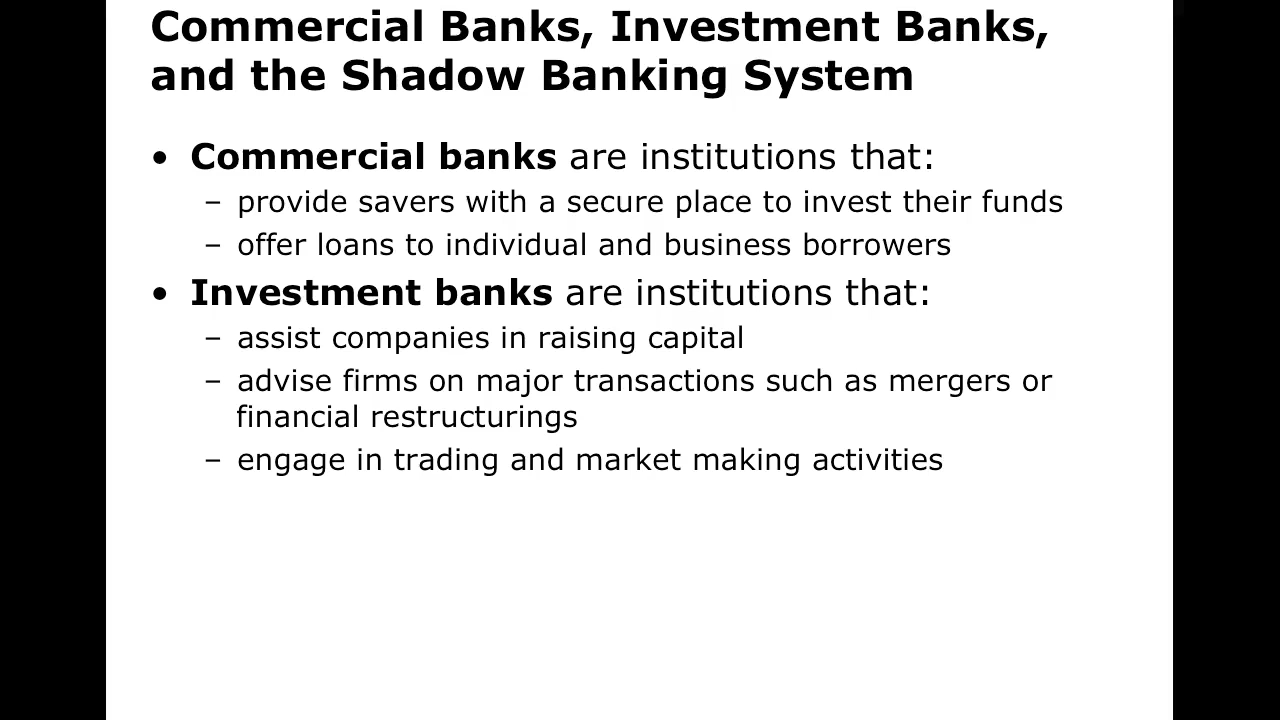 Commercial Banks, Investment Banks,
and the Shadow Banking System
• Commercial banks are institutions that:
– provide savers with a secure place to invest their funds
– offer loans to individual and business borrowers
• Investment banks are institutions that:
– assist companies in raising capital
– advise firms on major transactions such as mergers or
financial restructurings
– engage in trading and market making activities